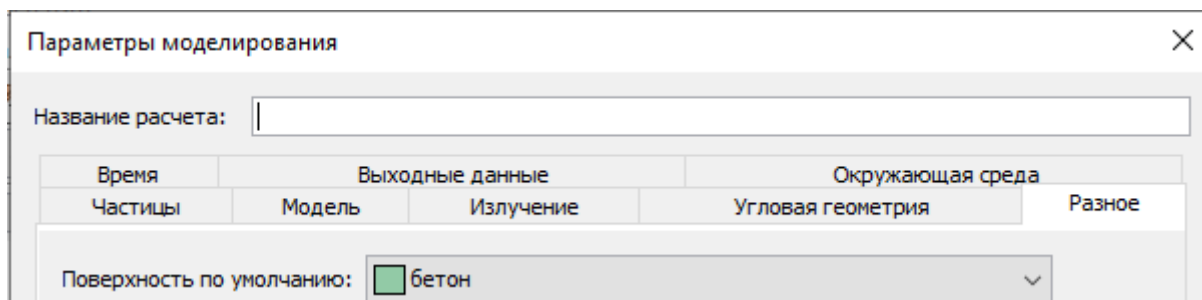 Параметры моделирования
Название расчета:
Время Выходные данные Окружающая среда
Частицы Модель Излучение Угловая геометрия Разное
Поверхность по умолчанию: бетон